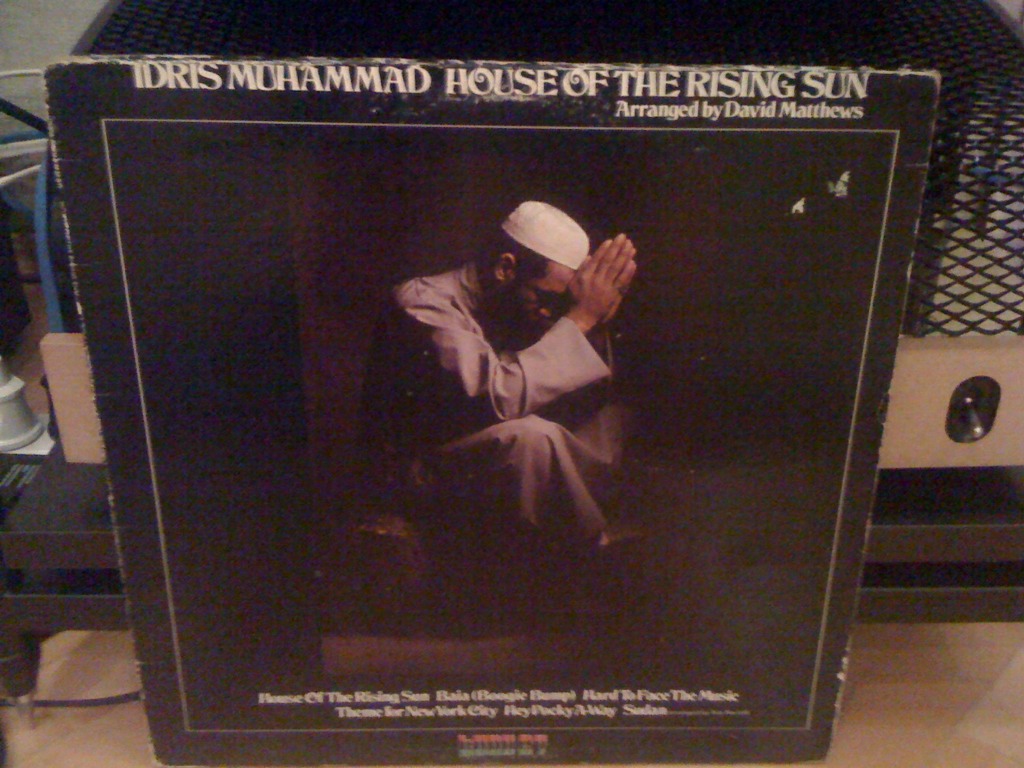 IDRIS MUHAMMAD HOUSE OF THE RISING SUN
Arranged by David Matthews
House Of The Rising Sun Baia (Boogie Bump) Hard To Face The Music
Theme for New York City Hey Pocky A-Way Sudan